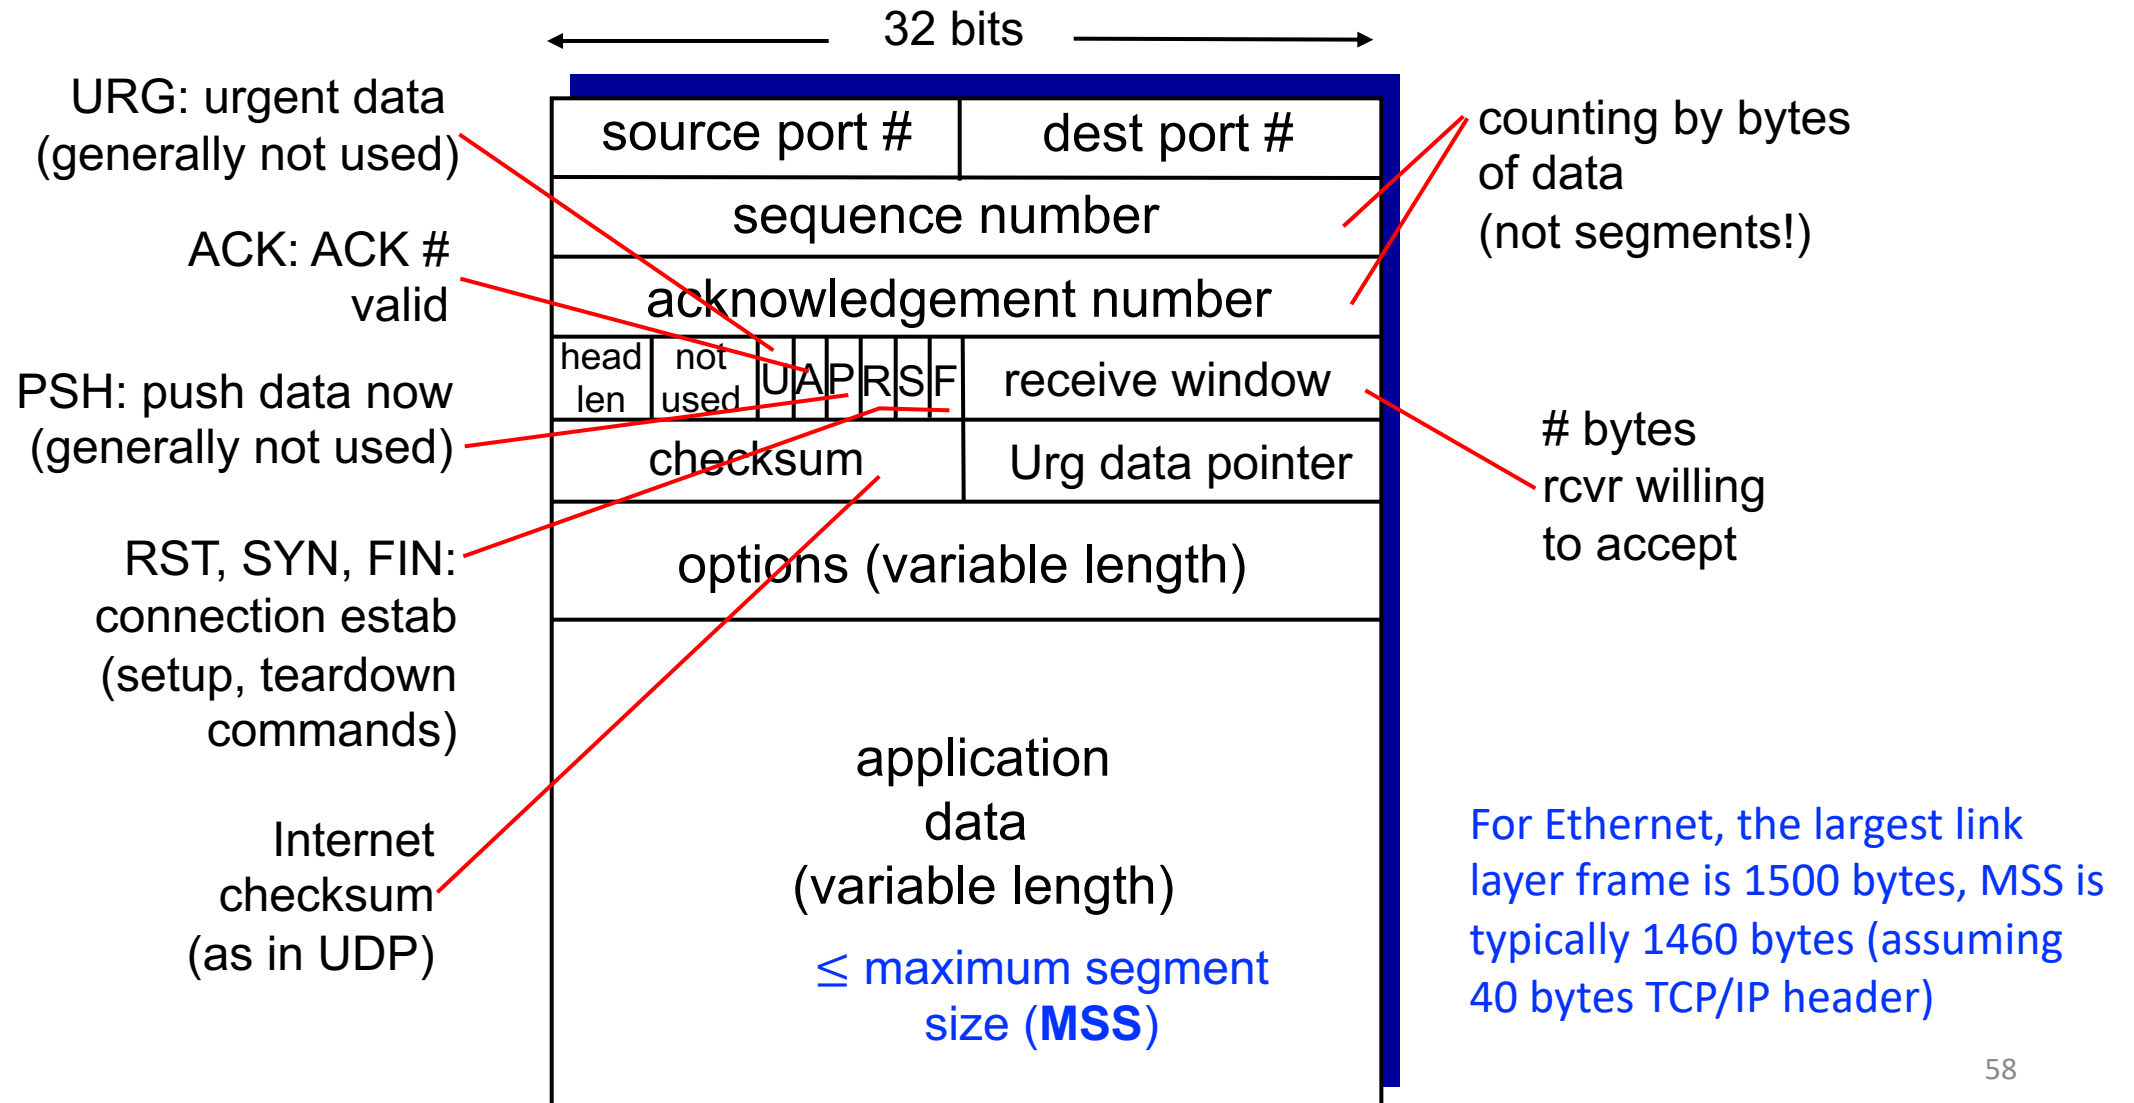 32 bits
URG: urgent data
(generally not used)
ACK: ACK #
valid
PSH: push data now
(generally not used)
RST, SYN, FIN:
connection estab
(setup, teardown
commands)
Internet
checksum
(as in UDP)
source port #
dest port #
sequence number
acknowledgement number
head
len
not
used
U
A
P
R
S
F
receive window
checksum
Urg data pointer
options (variable length)
application
data
(variable length)
≤ maximum segment
size (MSS)
counting by bytes
of data
(not segments!)
# bytes
rcvr willing
to accept
For Ethernet, the largest link
layer frame is 1500 bytes, MSS is
typically 1460 bytes (assuming
40 bytes TCP/IP header)
58